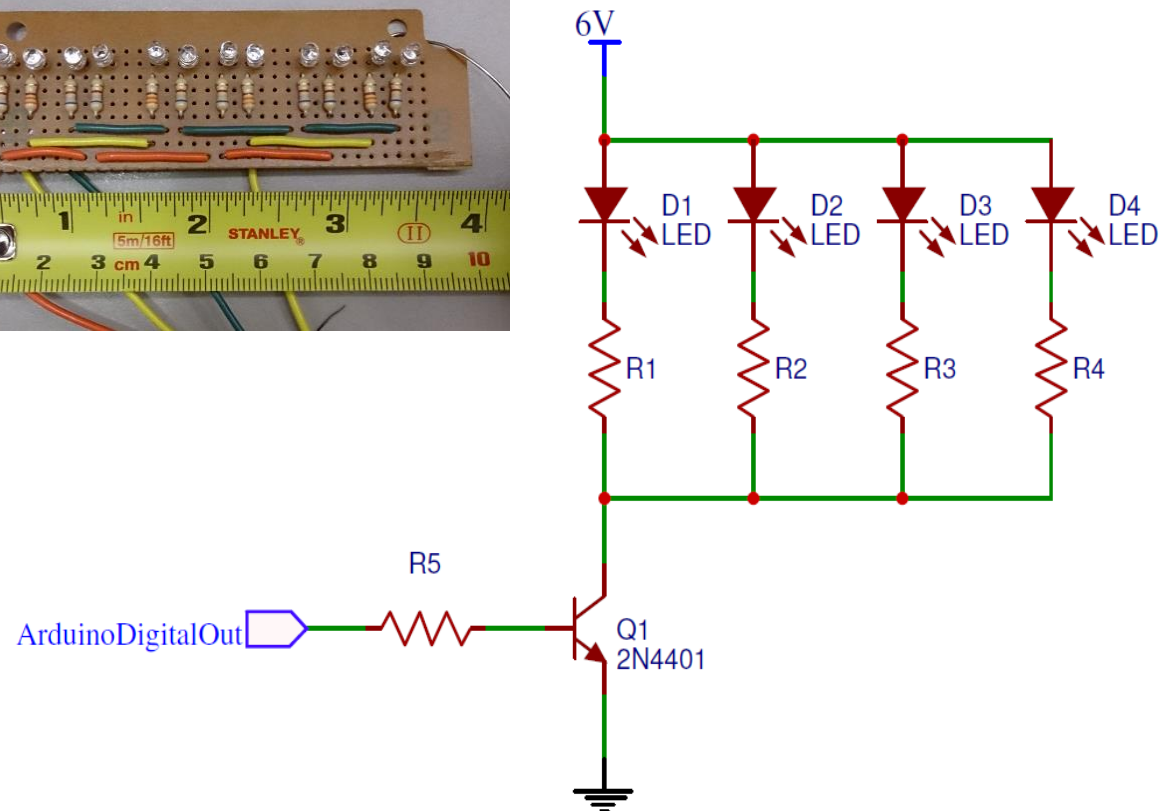 1 in 2 3 4
5m/16ft STANLEY® II
2 3 cm 4 5 6 7 8 9 10
6V
D1
LED
D2
LED
D3
LED
D4
LED
R1 R2 R3 R4
R5
ArduinoDigitalOut
Q1
2N4401